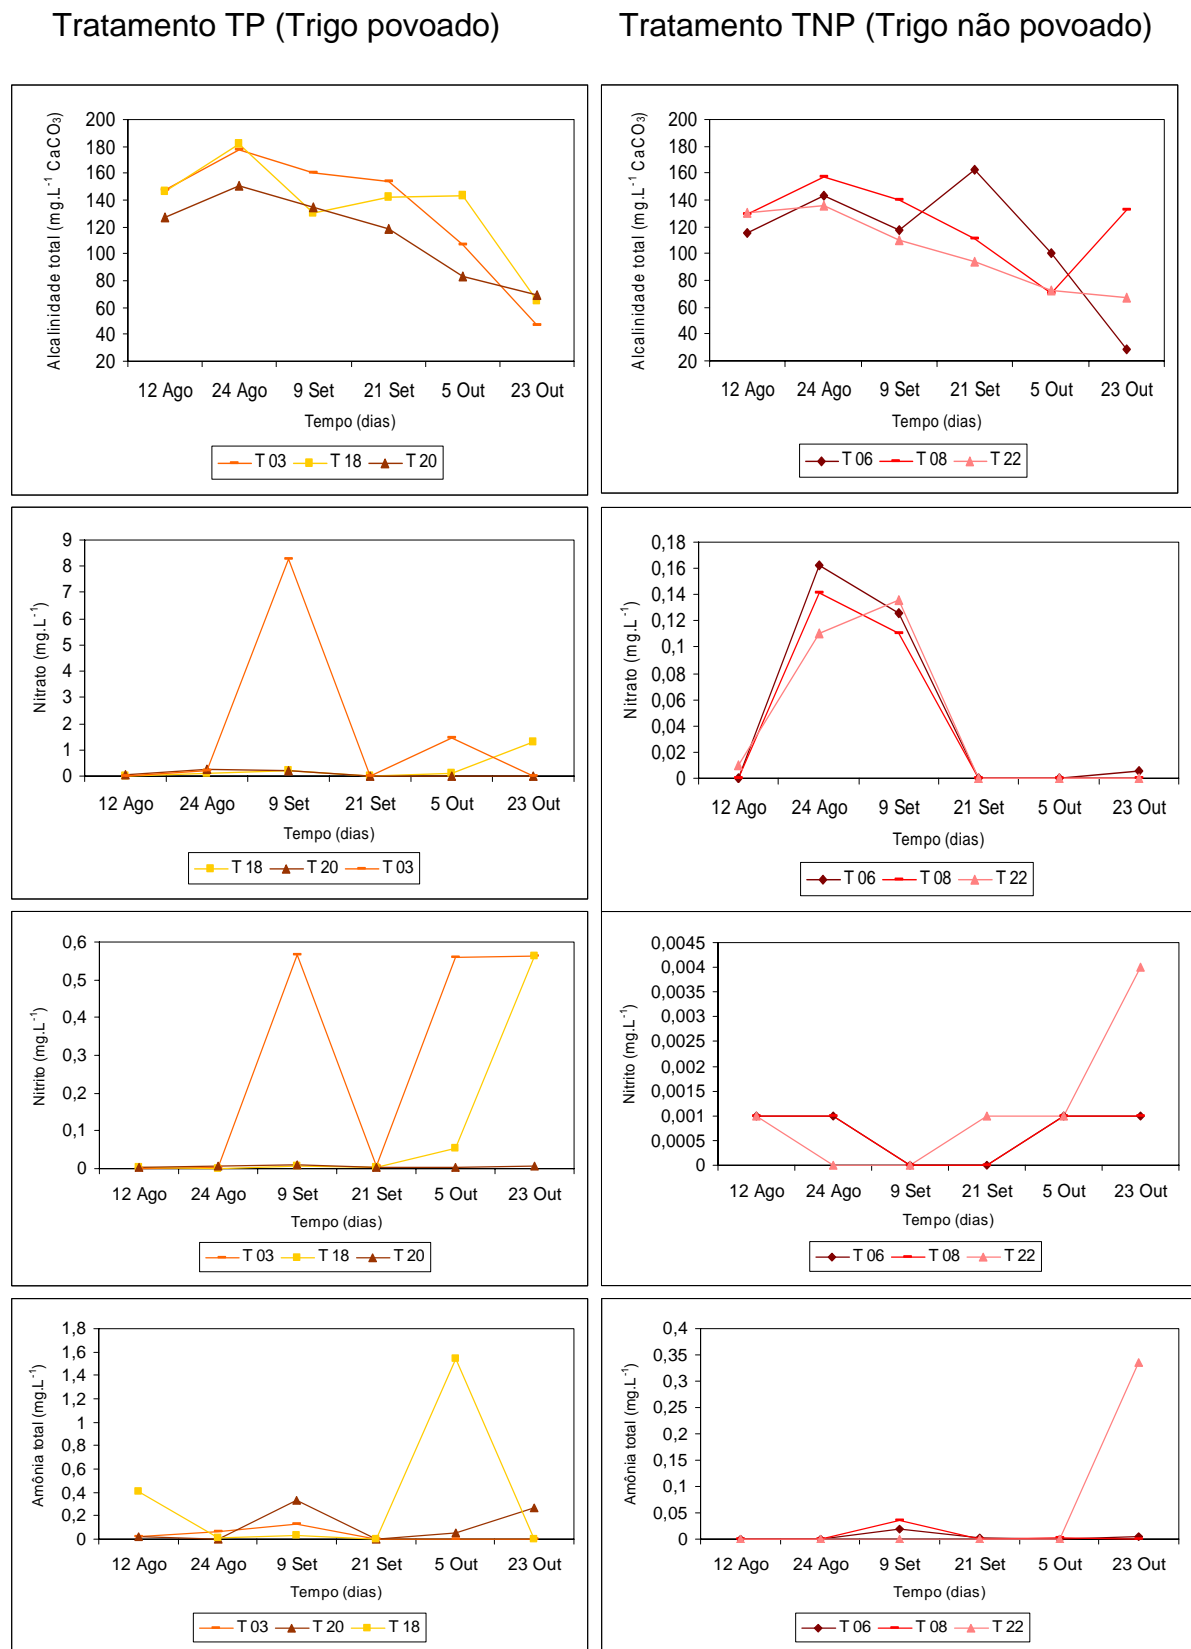 Tratamento TP (Trigo povoado)
Tratamento TNP (Trigo não povoado)
Alcalinidade total (mg.L-1 CaCO3)
200
180
160
140
120
100
80
60
40
20
12 Ago 24 Ago 9 Set 21 Set 5 Out 23 Out
Tempo (dias)
T 03 T 18 T 20
Alcalinidade total (mg.L-1 CaCO3)
200
180
160
140
120
100
80
60
40
20
12 Ago 24 Ago 9 Set 21 Set 5 Out 23 Out
Tempo (dias)
T 06 T 08 T 22
Nitrato (mg.L-1)
9
8
7
6
5
4
3
2
1
0
12 Ago 24 Ago 9 Set 21 Set 5 Out 23 Out
Tempo (dias)
T 18 T 20 T 03
Nitrato (mg.L-1)
0,18
0,16
0,14
0,12
0,1
0,08
0,06
0,04
0,02
0
12 Ago 24 Ago 9 Set 21 Set 5 Out 23 Out
Tempo (dias)
T 06 T 08 T 22
Nitrito (mg.L-1)
0,6
0,5
0,4
0,3
0,2
0,1
0
12 Ago 24 Ago 9 Set 21 Set 5 Out 23 Out
Tempo (dias)
T 03 T 18 T 20
Nitrito (mg.L-1)
0,0045
0,004
0,0035
0,003
0,0025
0,002
0,0015
0,001
0,0005
0
12 Ago 24 Ago 9 Set 21 Set 5 Out 23 Out
Tempo (dias)
T 06 T 08 T 22
Amônia total (mg.L-1)
1,8
1,6
1,4
1,2
1
0,8
0,6
0,4
0,2
0
12 Ago 24 Ago 9 Set 21 Set 5 Out 23 Out
Tempo (dias)
T 03 T 20 T 18
Amônia total (mg.L-1)
0,4
0,35
0,3
0,25
0,2
0,15
0,1
0,05
0
12 Ago 24 Ago 9 Set 21 Set 5 Out 23 Out
Tempo (dias)
T 06 T 08 T 22